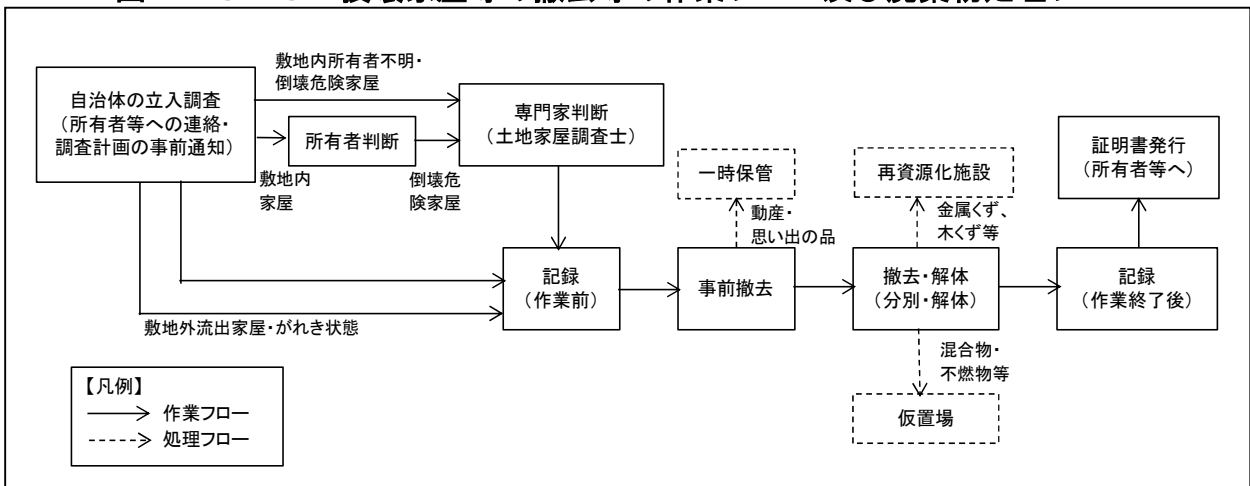 敷地内所有者不明・
倒壊危険家屋
自治体の立入調査
（所有者等への連絡・
調査計画の事前通知）
所有者判断
敷地内
家屋
倒壊危
険家屋
専門家判断
（土地家屋調査士）
一時保管
動産・
思い出の品
再資源化施設
金属くず、
木くず等
証明書発行
（所有者等へ）
記録
（作業前）
事前撤去
撤去・解体
（分別・解体）
記録
（作業終了後）
敷地外流出家屋・がれき状態
混合物・
不燃物等
仮置場
【凡例】
作業フロー
処理フロー